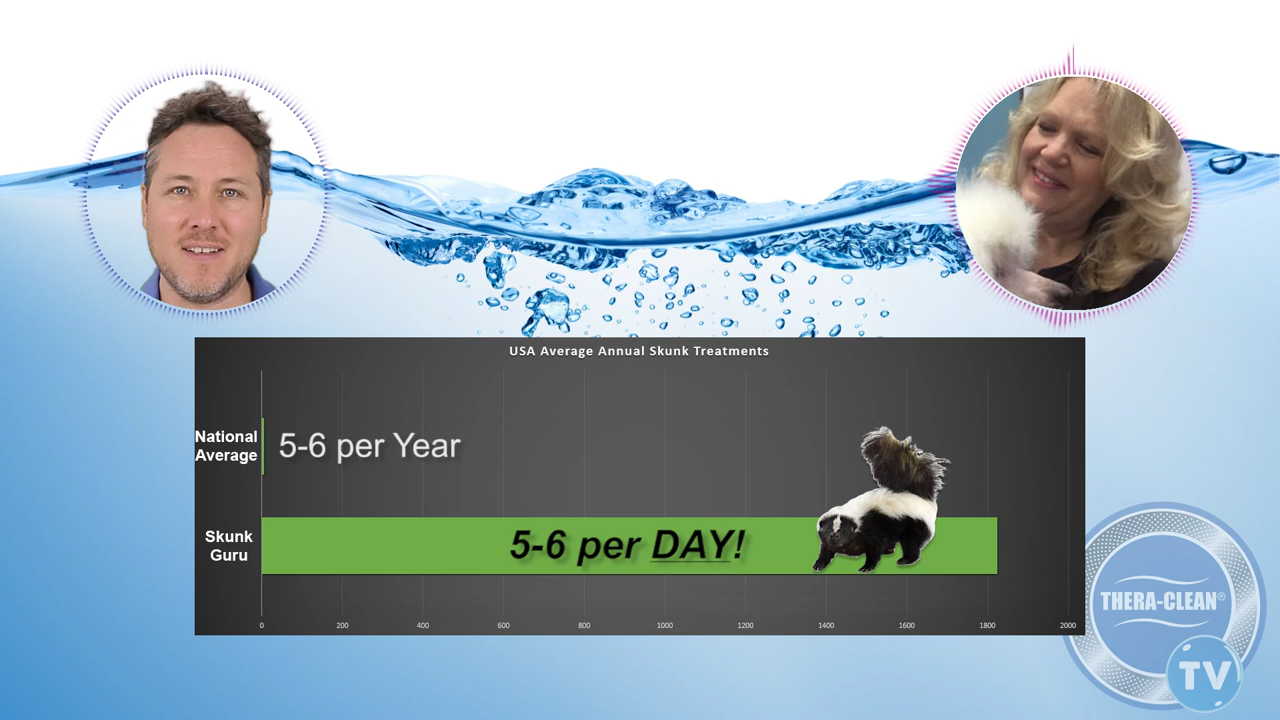 USA Average Annual Skunk Treatments
National
Average
5-6 per Year
Skunk
Guru
5-6 per DAY!
0 200 400 600 800 1000 1200 1400 1600 1800 2000
THERA-CLEAN®
TV